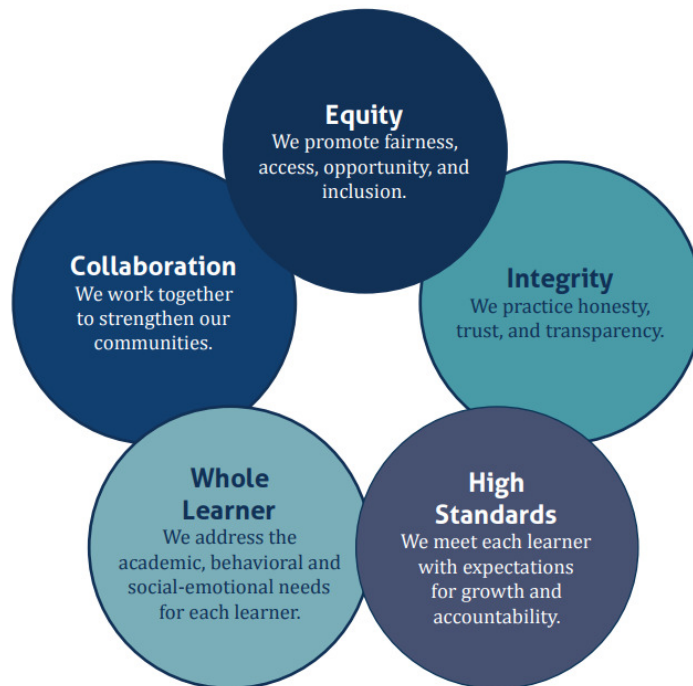 Equity
We promote fairness,
access, opportunity, and
inclusion.
Collaboration
We work together
to strengthen our
communities.
Integrity
We practice honesty,
trust, and transparency.
Whole
Learner
We address the
academic, behavioral and
social-emotional needs
for each learner.
High
Standards
We meet each learner
with expectations
for growth and
accountability.